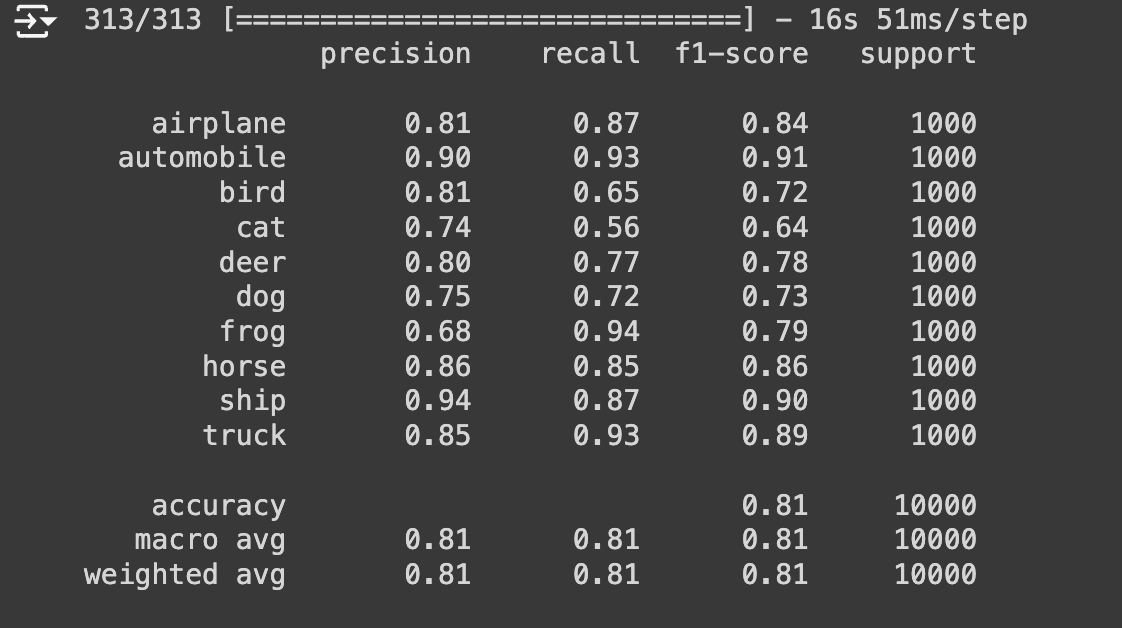 313/313 [==============================] - 16s 51ms/step
precision recall f1-score support
airplane 0.81 0.87 0.84 1000
automobile 0.90 0.93 0.91 1000
bird 0.81 0.65 0.72 1000
cat 0.74 0.56 0.64 1000
deer 0.80 0.77 0.78 1000
dog 0.75 0.72 0.73 1000
frog 0.68 0.94 0.79 1000
horse 0.86 0.85 0.86 1000
ship 0.94 0.87 0.90 1000
truck 0.85 0.93 0.89 1000
accuracy 0.81 10000
macro avg 0.81 0.81 0.81 10000
weighted avg 0.81 0.81 0.81 10000